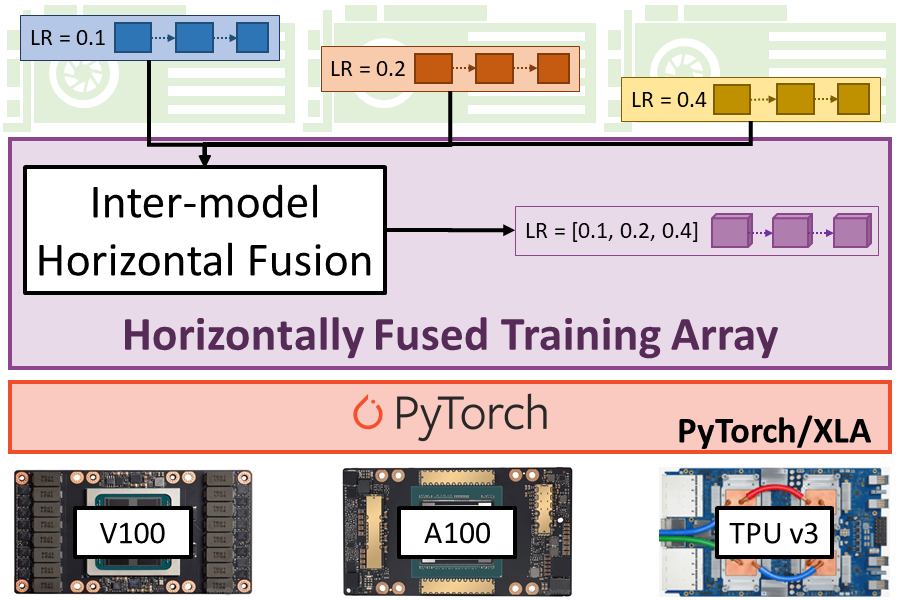 LR = 0.1
LR = 0.2
LR = 0.4
Inter-model
Horizontal Fusion
LR = [0.1, 0.2, 0.4]
Horizontally Fused Training Array
PyTorch
PyTorch/XLA
V100
A100
TPU v3